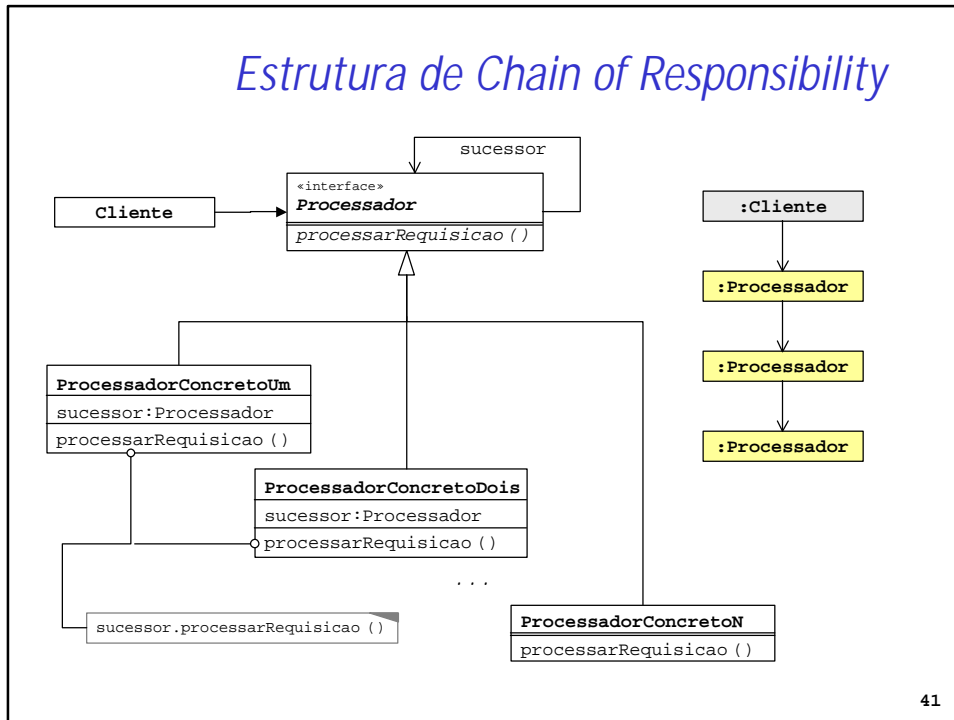 Estrutura de Chain of Responsibility
sucessor
«interface»
Processador
processarRequisicao ()
Cliente
:Cliente
:Processador
:Processador
:Processador
ProcessadorConcretoUm
sucessor:Processador
processarRequisicao ()
ProcessadorConcretoDois
sucessor:Processador
processarRequisicao ()
...
sucessor.processarRequisicao ()
ProcessadorConcretoN
processarRequisicao ()
41